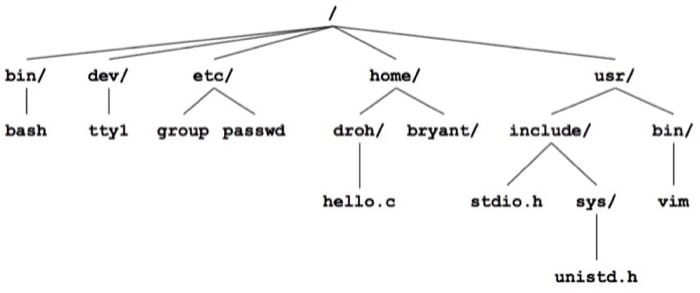 /
bin/ dev/ etc/ home/ usr/
bash tty1 group passwd droh/ bryant/ include/ bin/
hello.c stdio.h sys/ vim
unistd.h